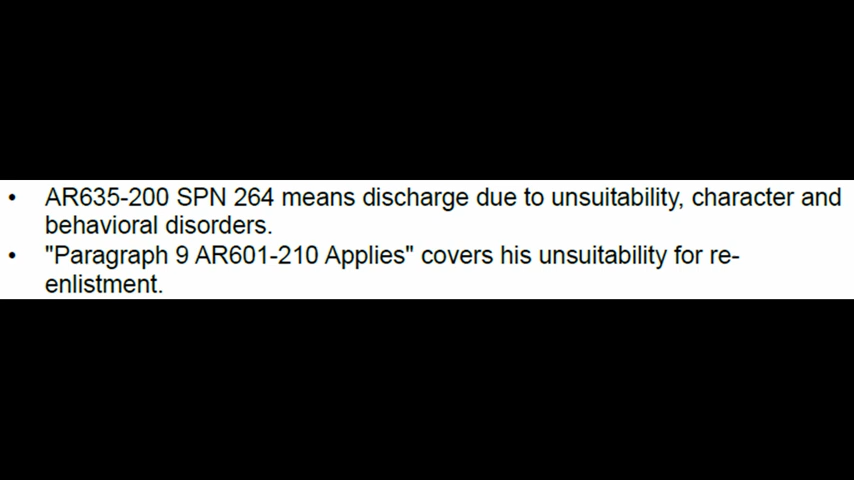 • AR635-200 SPN 264 means discharge due to unsuitability, character and
behavioral disorders.
• "Paragraph 9 AR601-210 Applies" covers his unsuitability for re-
enlistment.